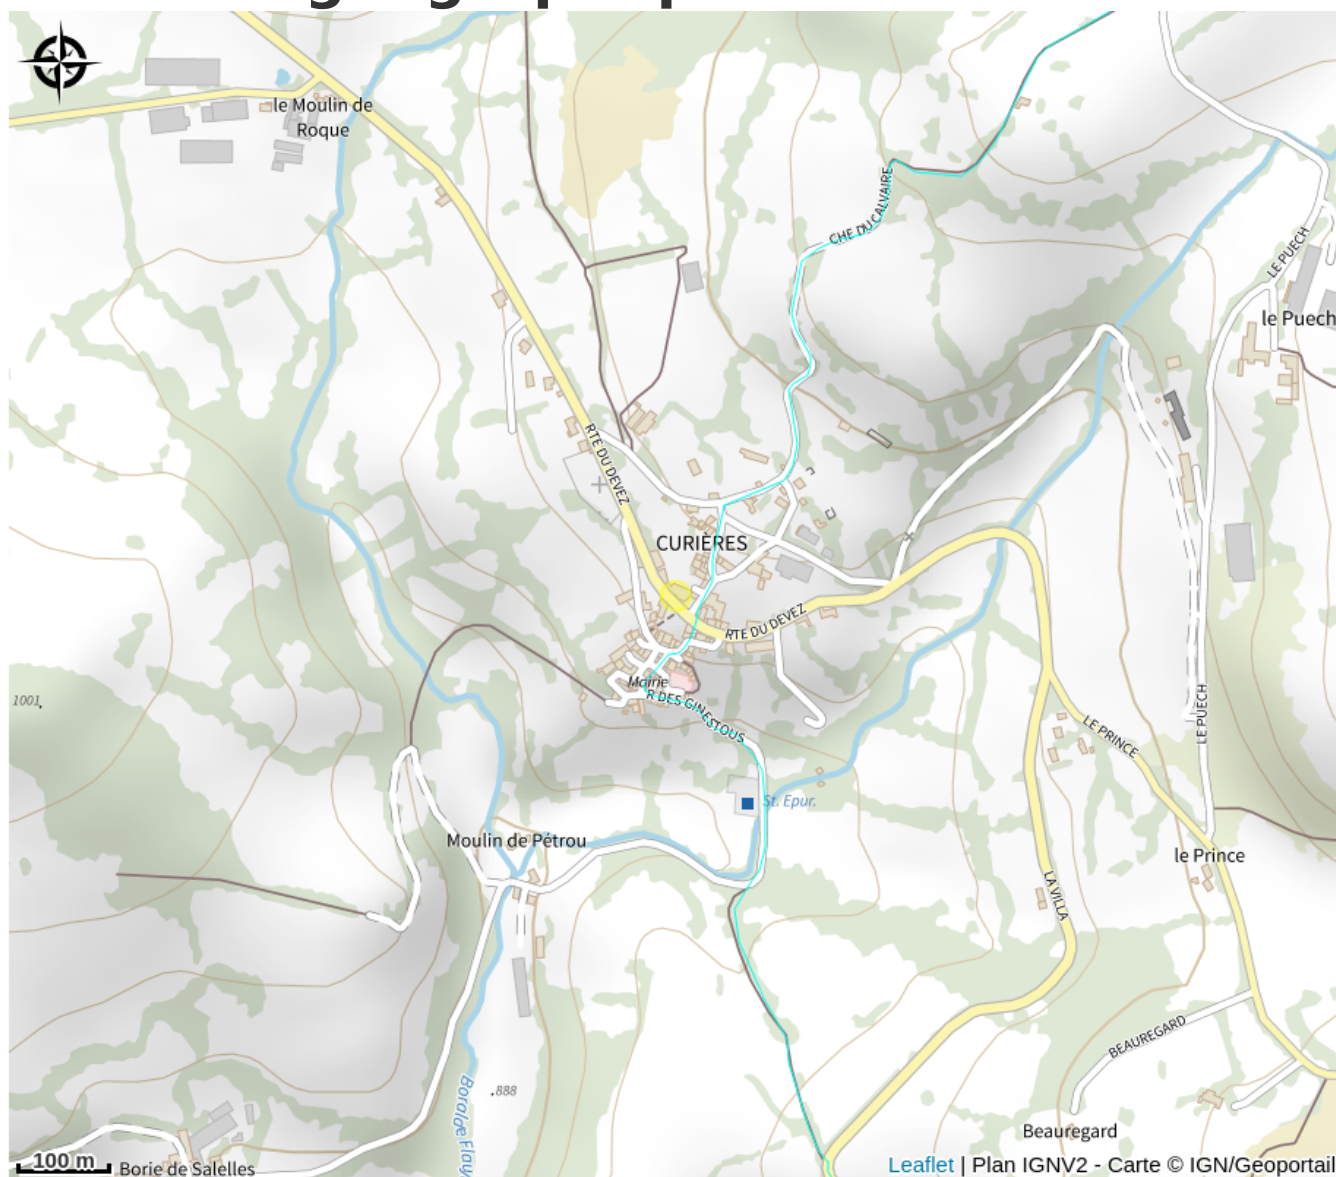 le Moulin de
Roque
CHE DU CALVAIRE
LE PUECH
le Puech
RTE DU DEVEZ
CURIÈRES
RTE DU DEVEZ
Mairie
R DES GINESTOUS
1001
LE PUECH
LE PRINCE
St. Epur.
Moulin de Pétrou
le Prince
LA VILLA
BEAUREGARD
888
Boralde Flauj
Beauregard
100 m
Borie de Salelles
Leaflet | Plan IGNV2 - Carte © IGN/Geoportail